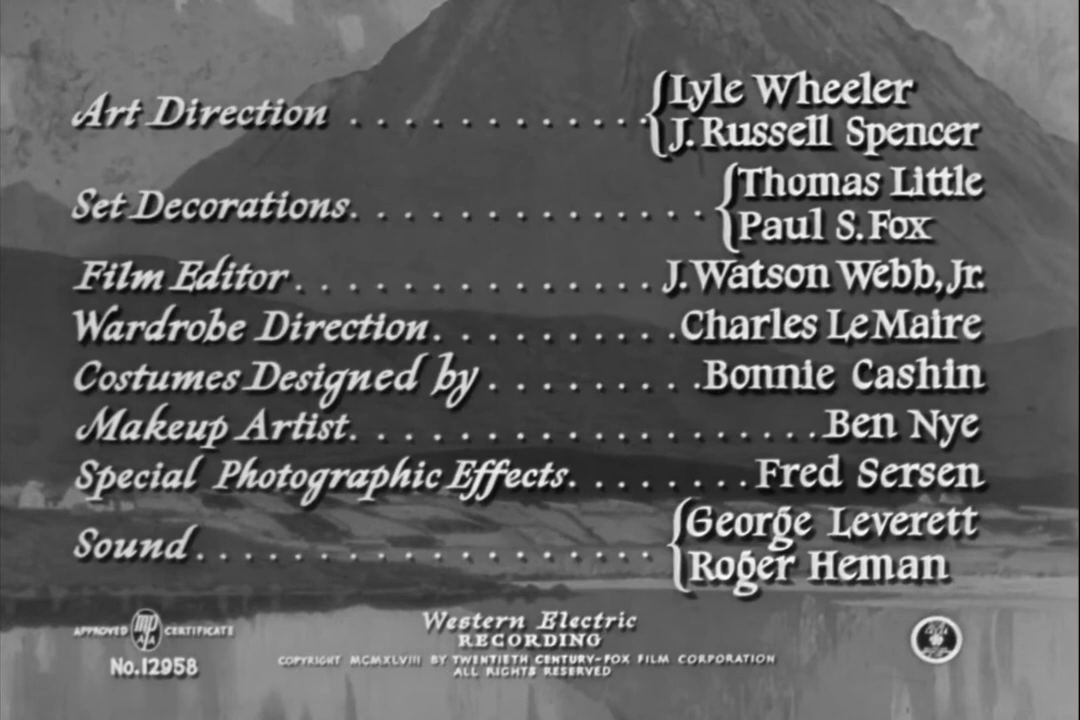 Art Direction . . . . . . . . . . . . . { Lyle Wheeler
J. Russell Spencer
Set Decorations. . . . . . . . . . . . . . . { Thomas Little
Paul S. Fox
Film Editor . . . . . . . . . . . . . . . J. Watson Webb, Jr.
Wardrobe Direction. . . . . . . . . . Charles LeMaire
Costumes Designed by . . . . . . . . . Bonnie Cashin
Makeup Artist. . . . . . . . . . . . . . . . . . . . Ben Nye
Special Photographic Effects. . . . . . . . Fred Sersen
Sound . . . . . . . . . . . . . . . . . . . . { George Leverett
Roger Heman
APPROVED MPAA CERTIFICATE
No. 12958
Western Electric
RECORDING
COPYRIGHT MCMXLVIII BY TWENTIETH CENTURY-FOX FILM CORPORATION
ALL RIGHTS RESERVED